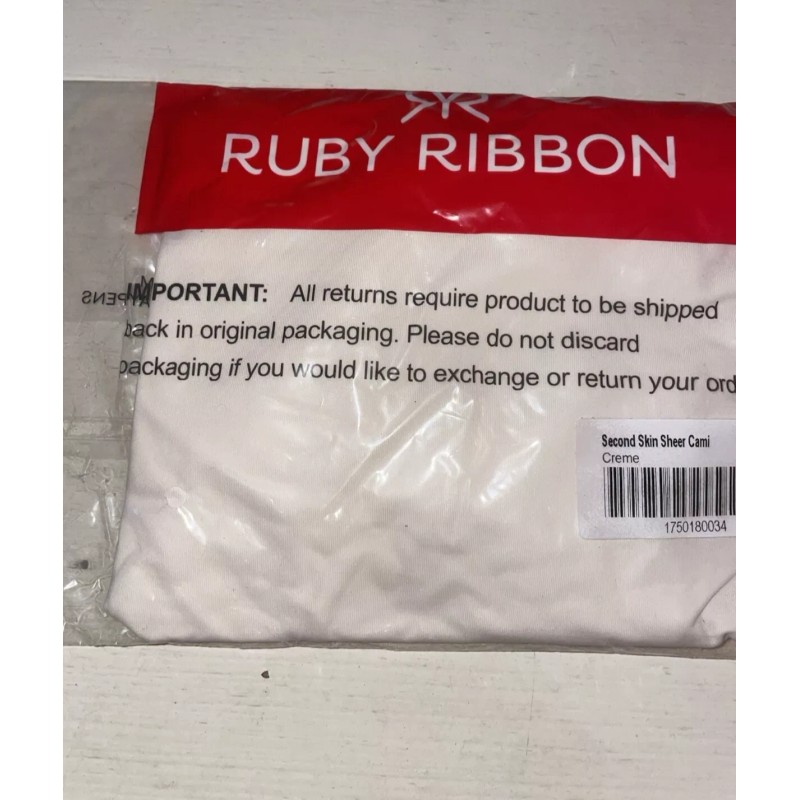 RUBY RIBBON
IMPORTANT: All returns require product to be shipped
back in original packaging. Please do not discard
packaging if you would like to exchange or return your ord
Second Skin Sheer Cami
Creme
1750180034